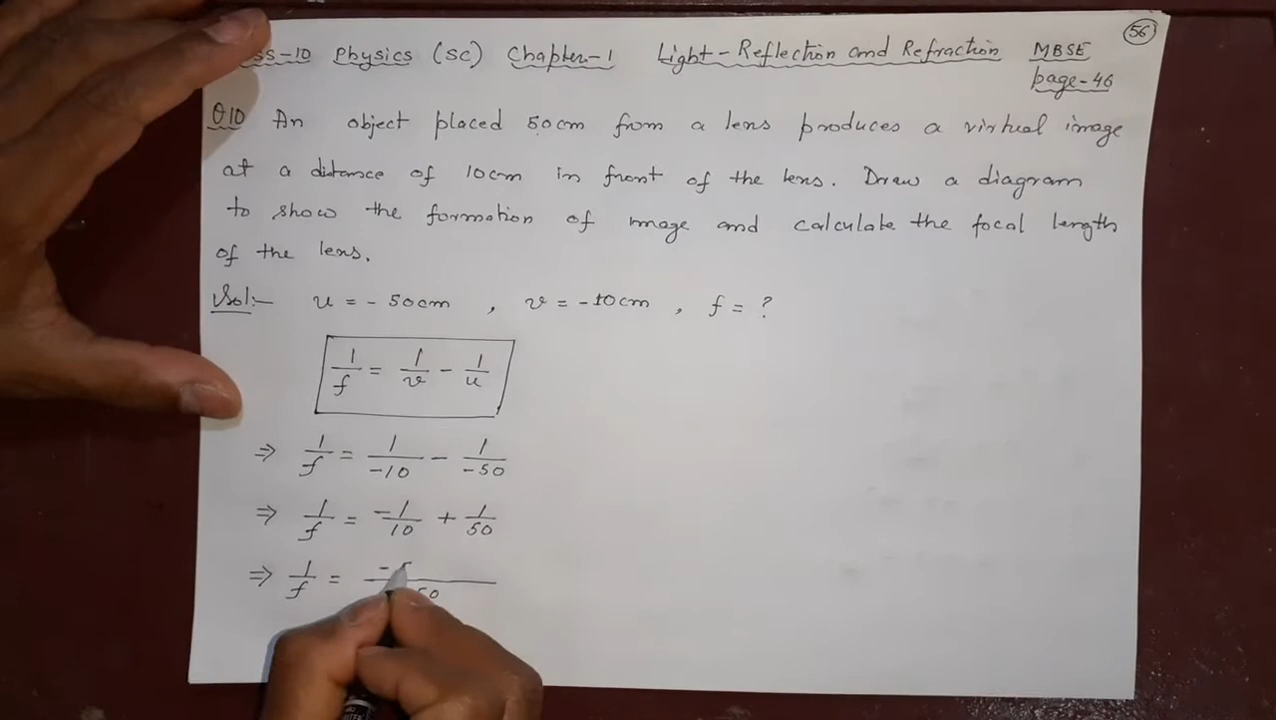 56
ss-10 Physics (SC) Chapter-1 Light - Reflection and Refraction MBSE
page-46
Q10 An object placed 50cm from a lens produces a virtual image
at a distance of 10cm in front of the lens. Draw a diagram
to show the formation of image and calculate the focal length
of the lens.
Sol:- u = - 50cm , v = -10cm , f = ?
1/f = 1/v - 1/u
⇒ 1/f = 1/-10 - 1/-50
⇒ 1/f = -1/10 + 1/50
⇒ 1/f = - /50